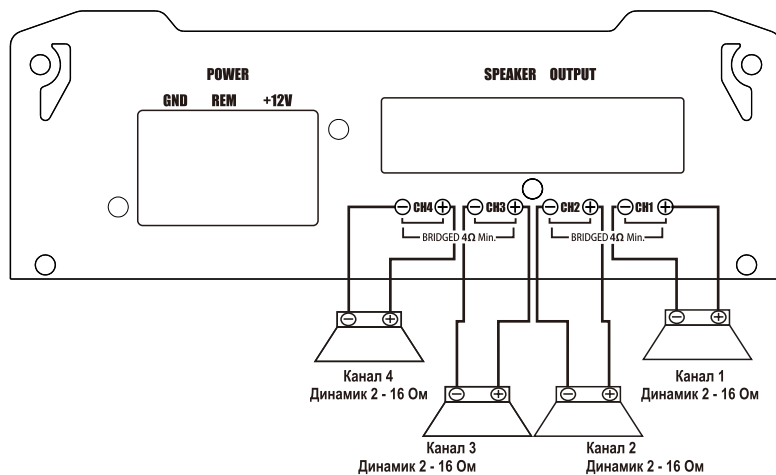 POWER
SPEAKER OUTPUT
GND REM +12V
CH4 CH3 CH2 CH1
BRIDGED 4Ω Min. BRIDGED 4Ω Min.
Канал 4
Динамик 2 - 16 Ом
Канал 1
Динамик 2 - 16 Ом
Канал 3
Динамик 2 - 16 Ом
Канал 2
Динамик 2 - 16 Ом